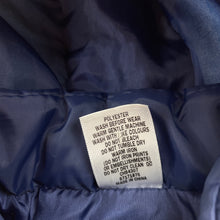 POLYESTER
WASH BEFORE WEAR
WARM GENTLE MACHINE
WASH WITH LIKE COLOURS
DO NOT BLEACH
DO NOT TUMBLE DRY
WARM IRON
DO NOT IRON PRINTS
(OR EMBELLISHMENTS)
DO NOT DRY CLEAN
MADE IN CHINA